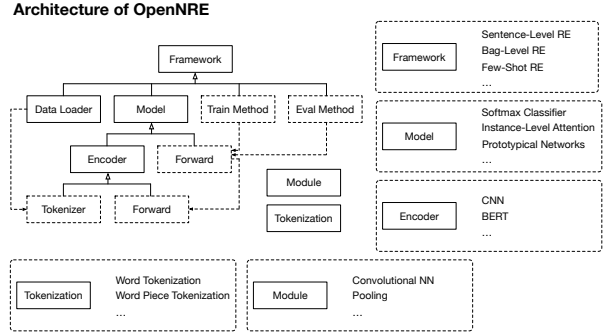 Architecture of OpenNRE
Framework
Data Loader
Model
Train Method
Eval Method
Encoder
Forward
Tokenizer
Forward
Module
Tokenization
Framework
Sentence-Level RE
Bag-Level RE
Few-Shot RE
...
Model
Softmax Classifier
Instance-Level Attention
Prototypical Networks
...
Encoder
CNN
BERT
...
Tokenization
Word Tokenization
Word Piece Tokenization
...
Module
Convolutional NN
Pooling
...